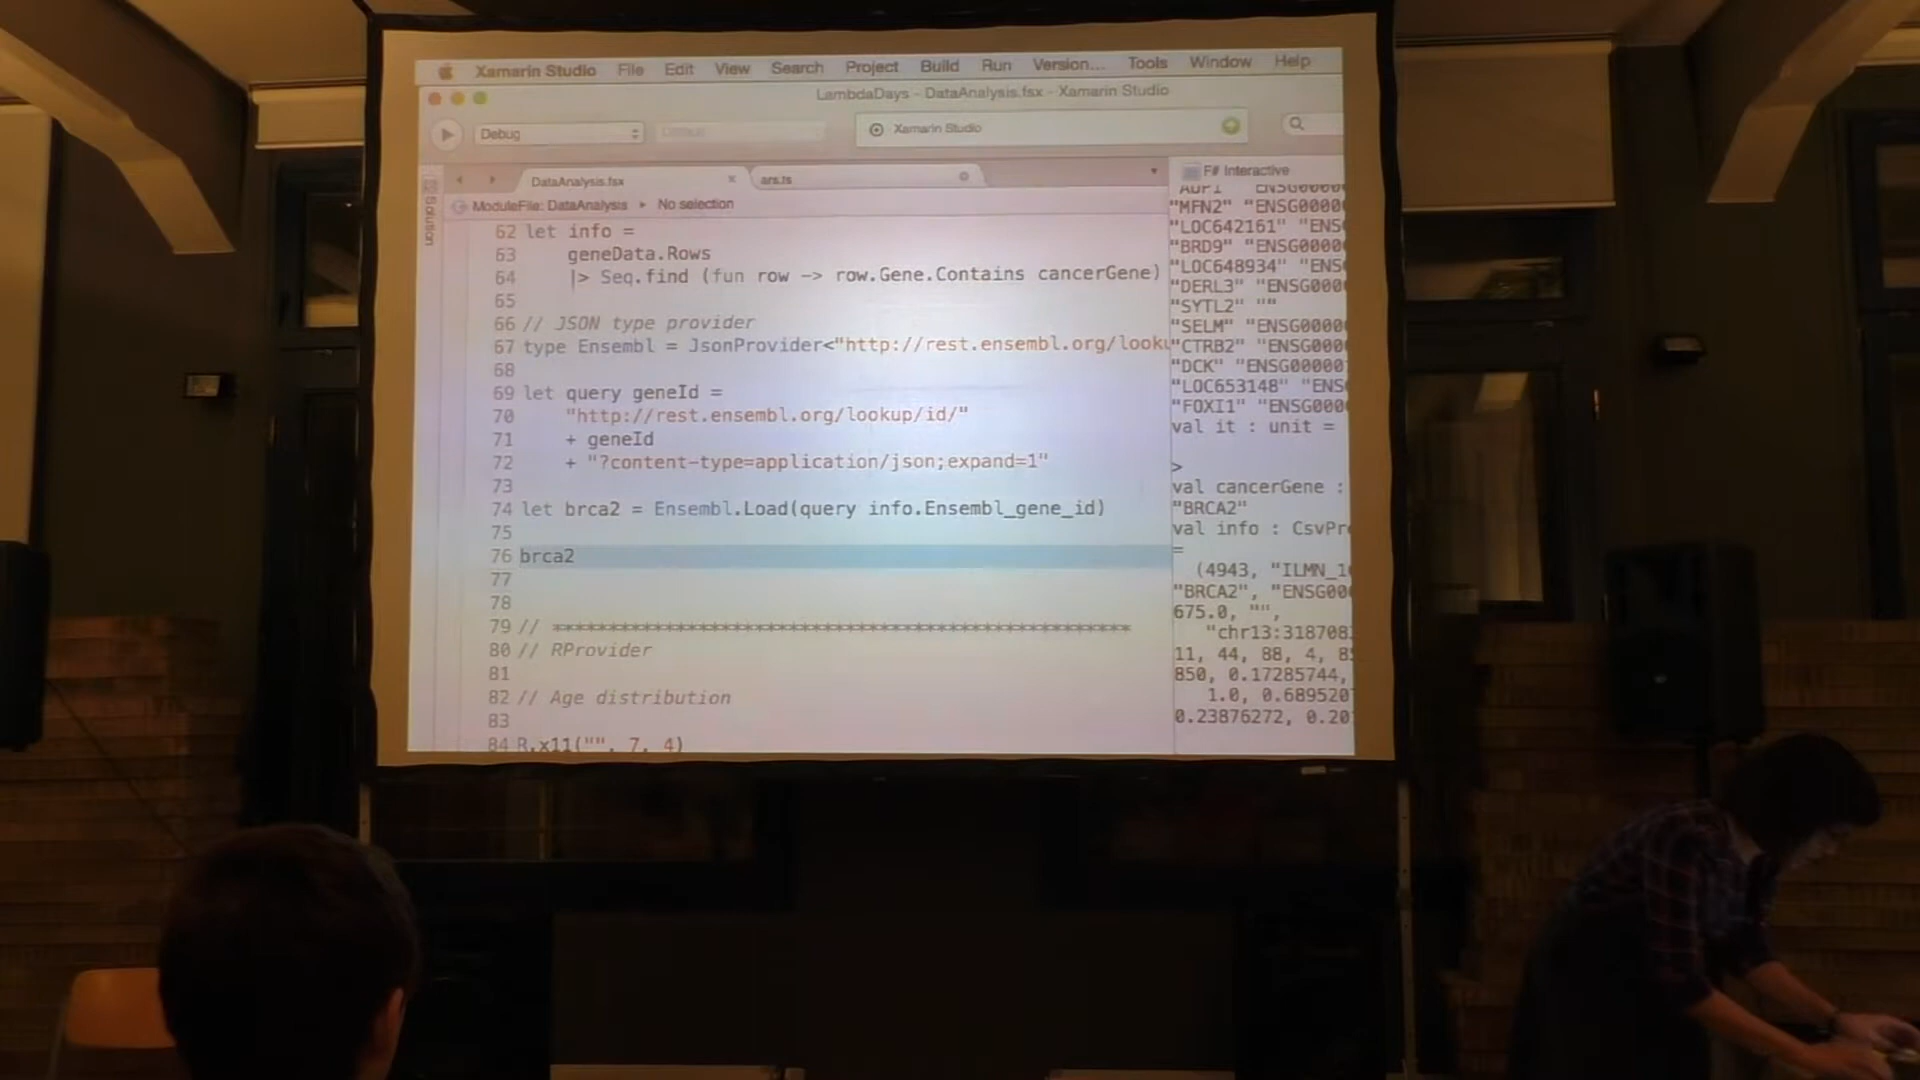 Xamarin Studio File Edit View Search Project Build Run Version... Tools Window Help
LambdaDays - DataAnalysis.fsx - Xamarin Studio
Debug
Default
Xamarin Studio
DataAnalysis.fsx
Solution
ModuleFile: DataAnalysis No selection
62 let info =
63 geneData.Rows
64 |> Seq.find (fun row -> row.Gene.Contains cancerGene)
65
66 // JSON type provider
67 type Ensembl = JsonProvider<"http://rest.ensembl.org/looku
68
69 let query geneId =
70 "http://rest.ensembl.org/lookup/id/"
71 + geneId
72 + "?content-type=application/json;expand=1"
73
74 let brca2 = Ensembl.Load(query info.Ensembl_gene_id)
75
76 brca2
77
78
79 // ******************************************************
80 // RProvider
81
82 // Age distribution
83
84 R.x11("", 7, 4)
F# Interactive
"MFN2" "ENSG0000
"LOC642161" "ENS
"BRD9" "ENSG0000
"LOC648934" "ENS
"DERL3" "ENSG000
"SYTL2" ""
"SELM" "ENSG0000
"CTRB2" "ENSG000
"DCK" "ENSG00000
"LOC653148" "ENS
"FOXI1" "ENSG000
val it : unit =
>
val cancerGene :
"BRCA2"
val info : CsvPr
=
(4943, "ILMN_1
"BRCA2", "ENSG00
675.0, "",
"chr13:318708
11, 44, 88, 4, 8
850, 0.17285744,
1.0, 0.689520
0.23876272, 0.20